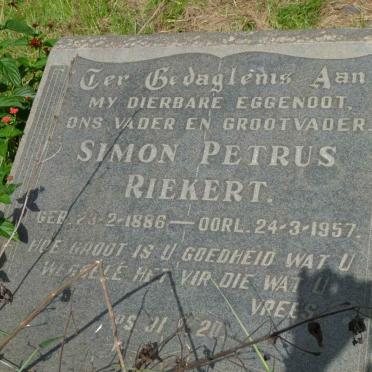 Ter Gedagtenis Aan
MY DIERBARE EGGENOOT,
ONS VADER EN GROOTVADER.
SIMON PETRUS
RIEKERT.
GEB. 23-2-1886 — OORL. 24-3-1957.
HOE GROOT IS U GOEDHEID WAT U
WEGGELÊ HET VIR DIE WAT U
VREES.
PS. 31 V. 20